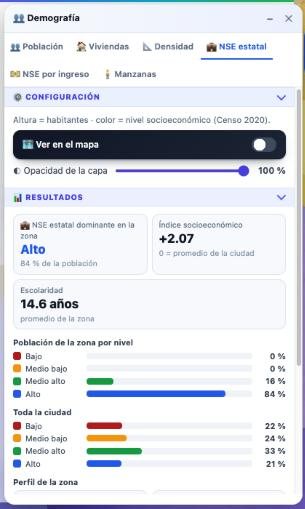 Demografía
Población
Viviendas
Densidad
NSE estatal
NSE por ingreso
Manzanas
CONFIGURACIÓN
Altura = habitantes · color = nivel socioeconómico (Censo 2020).
Ver en el mapa
Opacidad de la capa
100 %
RESULTADOS
NSE estatal dominante en la
zona
Alto
84 % de la población
Índice socioeconómico
+2.07
0 = promedio de la ciudad
Escolaridad
14.6 años
promedio de la zona
Población de la zona por nivel
Bajo 0 %
Medio bajo 0 %
Medio alto 16 %
Alto 84 %
Toda la ciudad
Bajo 22 %
Medio bajo 24 %
Medio alto 33 %
Alto 21 %
Perfil de la zona